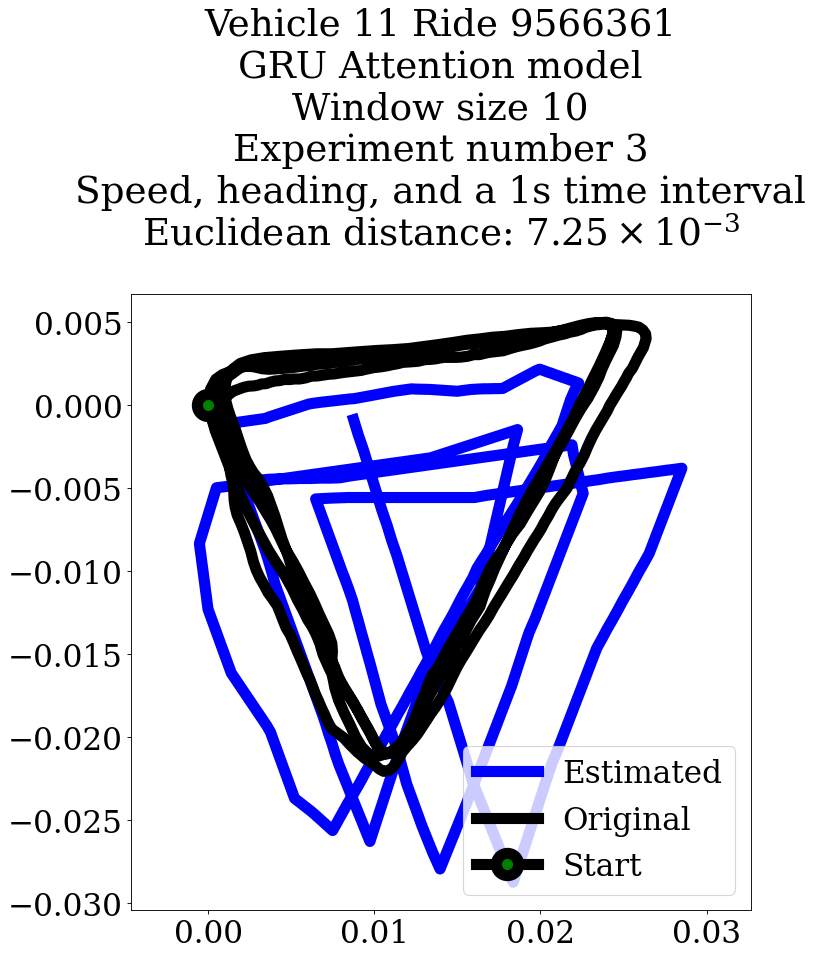 Vehicle 11 Ride 9566361
GRU Attention model
Window size 10
Experiment number 3
Speed, heading, and a 1s time interval
Euclidean distance: 7.25 × 10⁻³
0.005
0.000
−0.005
−0.010
−0.015
−0.020
−0.025
−0.030
Estimated
Original
Start
0.00 0.01 0.02 0.03